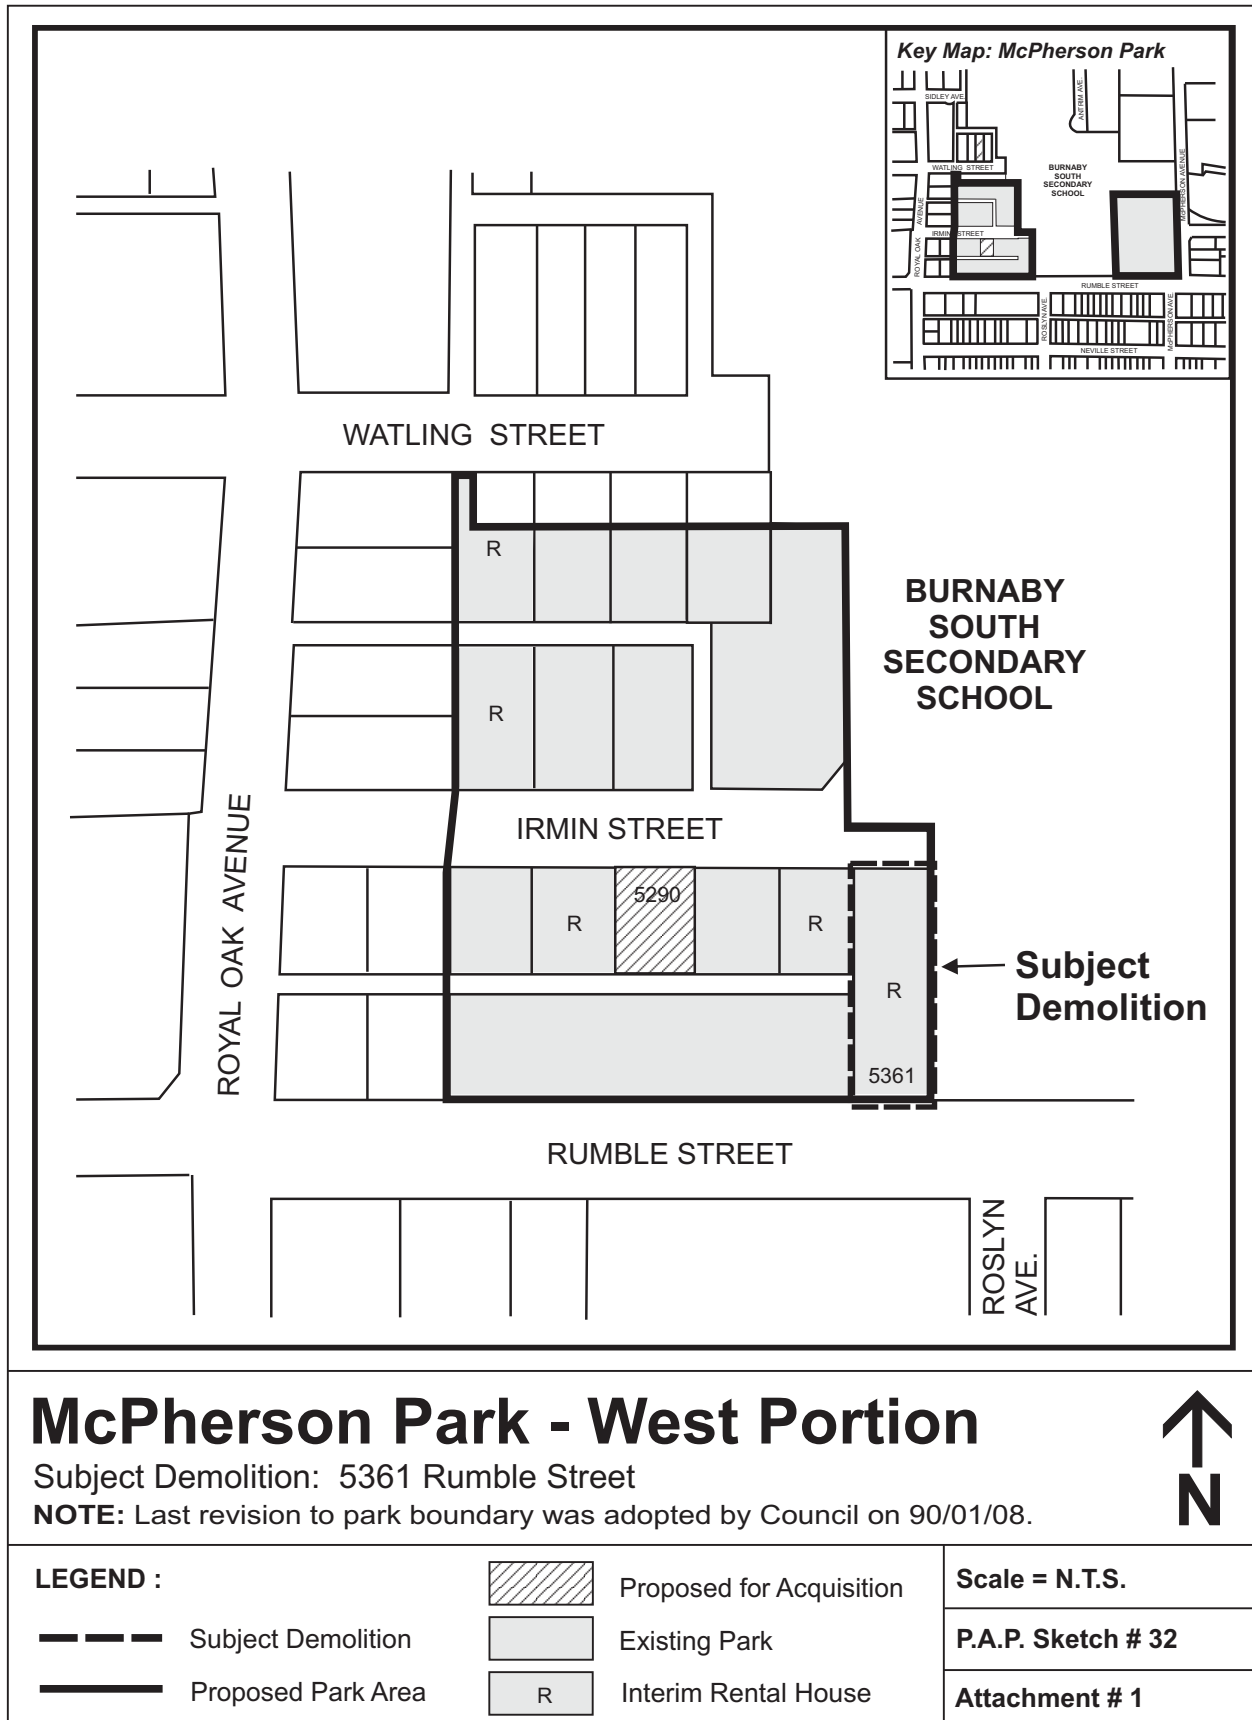 Key Map: McPherson Park
SIDLEY AVE.
ANTRIM AVE.
WATLING STREET
BURNABY
SOUTH
SECONDARY
SCHOOL
McPHERSON AVENUE
ROYAL OAK AVENUE
IRMIN STREET
RUMBLE STREET
ROSLYN AVE.
McPHERSON AVE.
NEVILLE STREET
WATLING STREET
R
BURNABY
SOUTH
SECONDARY
SCHOOL
R
IRMIN STREET
ROYAL OAK AVENUE
5290
R
R
Subject
Demolition
R
5361
RUMBLE STREET
ROSLYN
AVE.
McPherson Park - West Portion
Subject Demolition: 5361 Rumble Street
NOTE: Last revision to park boundary was adopted by Council on 90/01/08.
N
LEGEND :
Subject Demolition
Proposed Park Area
Proposed for Acquisition
Existing Park
R
Interim Rental House
Scale = N.T.S.
P.A.P. Sketch # 32
Attachment # 1